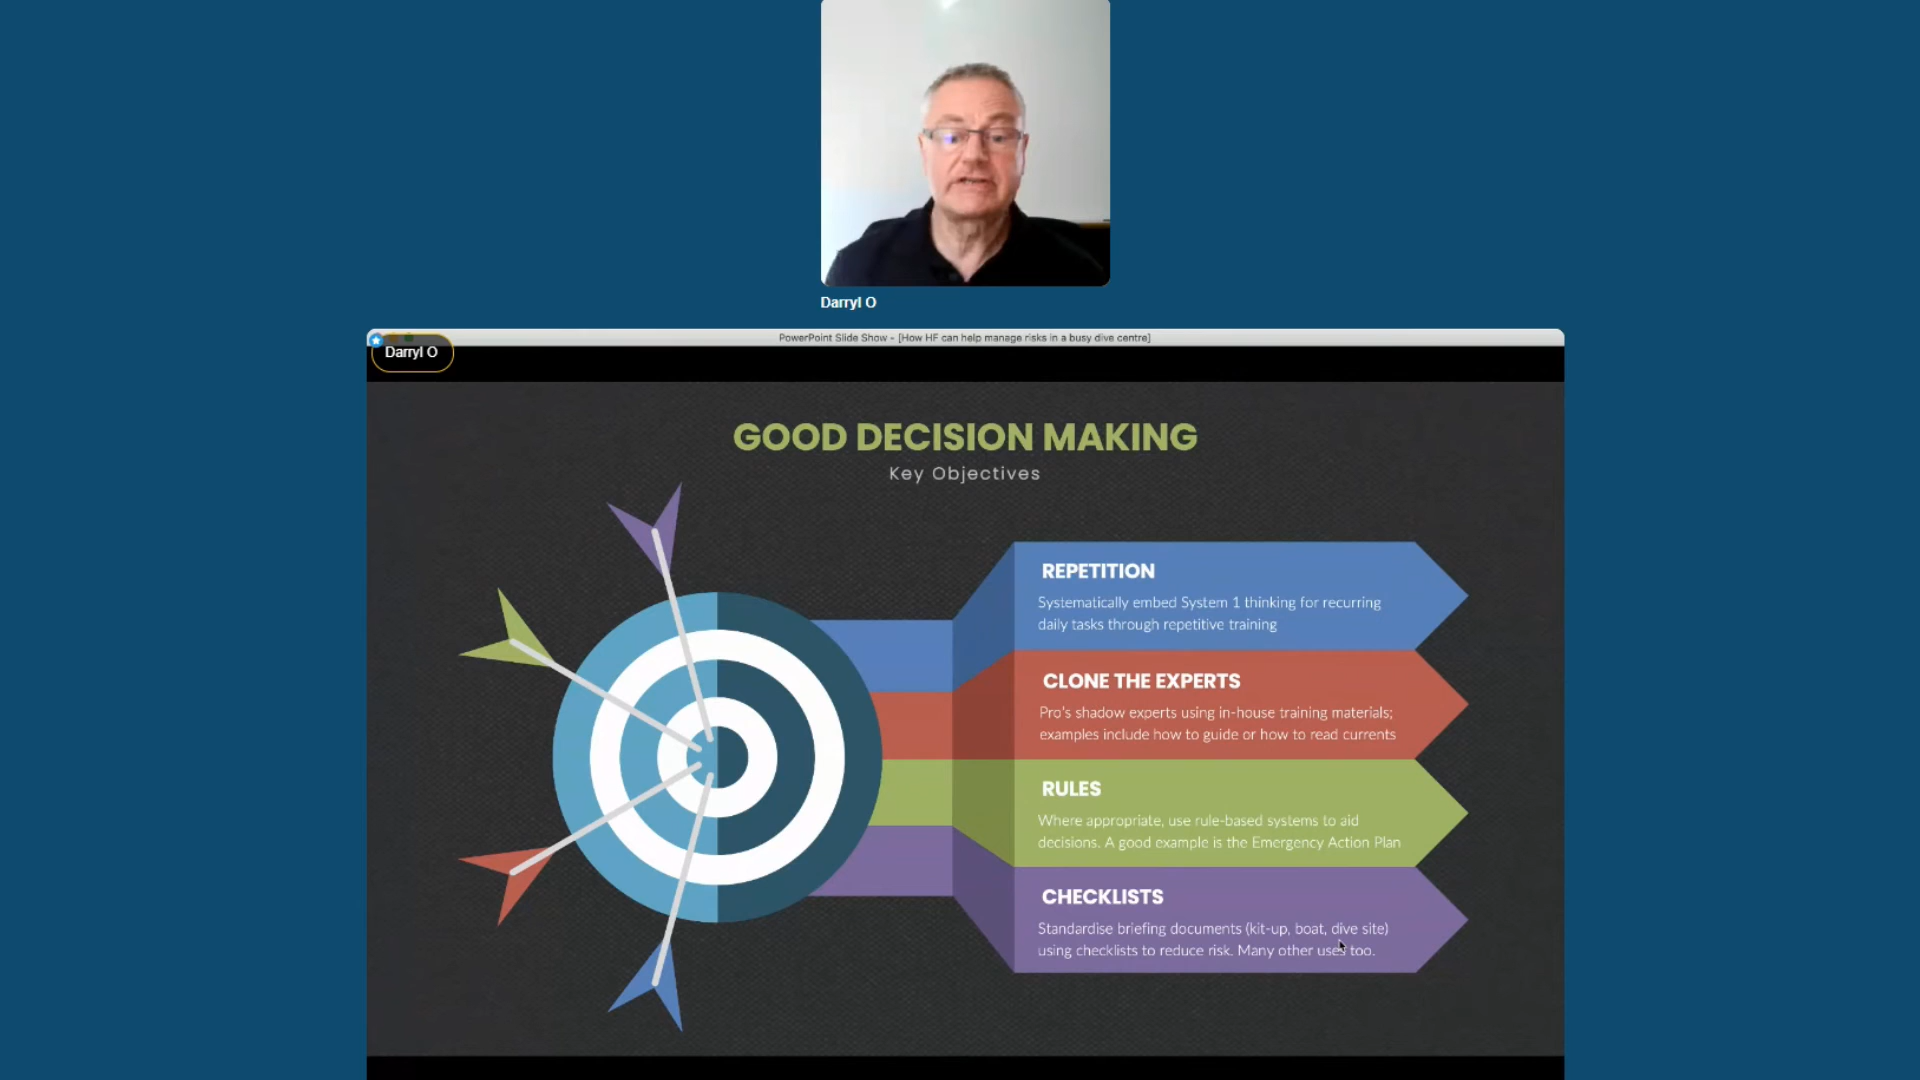 Darryl O
PowerPoint Slide Show - [How HF can help manage risks in a busy dive centre]
Darryl O
GOOD DECISION MAKING
Key Objectives
REPETITION
Systematically embed System 1 thinking for recurring
daily tasks through repetitive training
CLONE THE EXPERTS
Pro's shadow experts using in-house training materials;
examples include how to guide or how to read currents
RULES
Where appropriate, use rule-based systems to aid
decisions. A good example is the Emergency Action Plan
CHECKLISTS
Standardise briefing documents (kit-up, boat, dive site)
using checklists to reduce risk. Many other uses too.